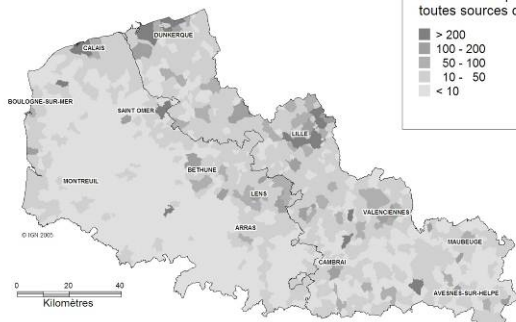 toutes sources
> 200
100 - 200
50 - 100
10 - 50
< 10
DUNKERQUE
CALAIS
BOULOGNE-SUR-MER
SAINT OMER
LILLE
BETHUNE
MONTREUIL
LENS
VALENCIENNES
ARRAS
MAUBEUGE
© IGN 2005
CAMBRAI
AVESNES-SUR-HELPE
0 20 40
Kilomètres